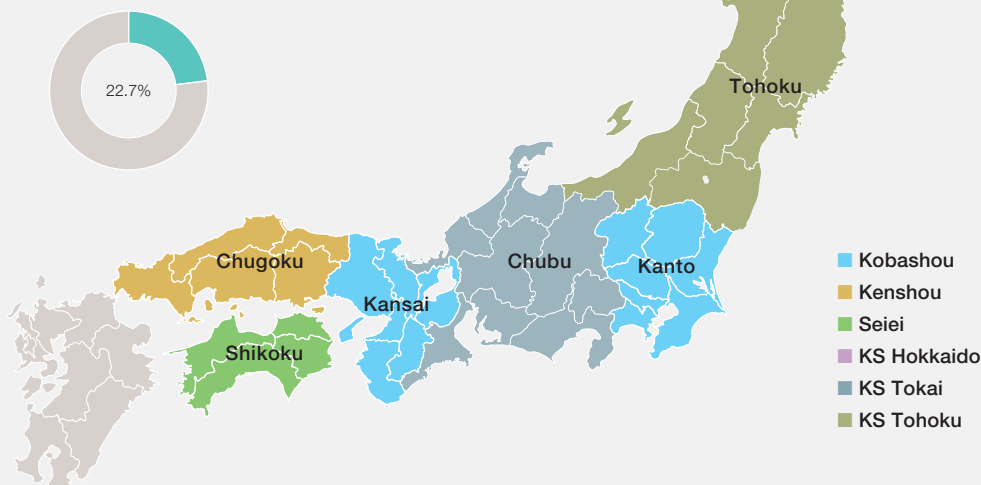 22.7%
Tohoku
Chugoku
Chubu
Kanto
Kansai
Shikoku
Kobashou
Kenshou
Seiei
KS Hokkaido
KS Tokai
KS Tohoku